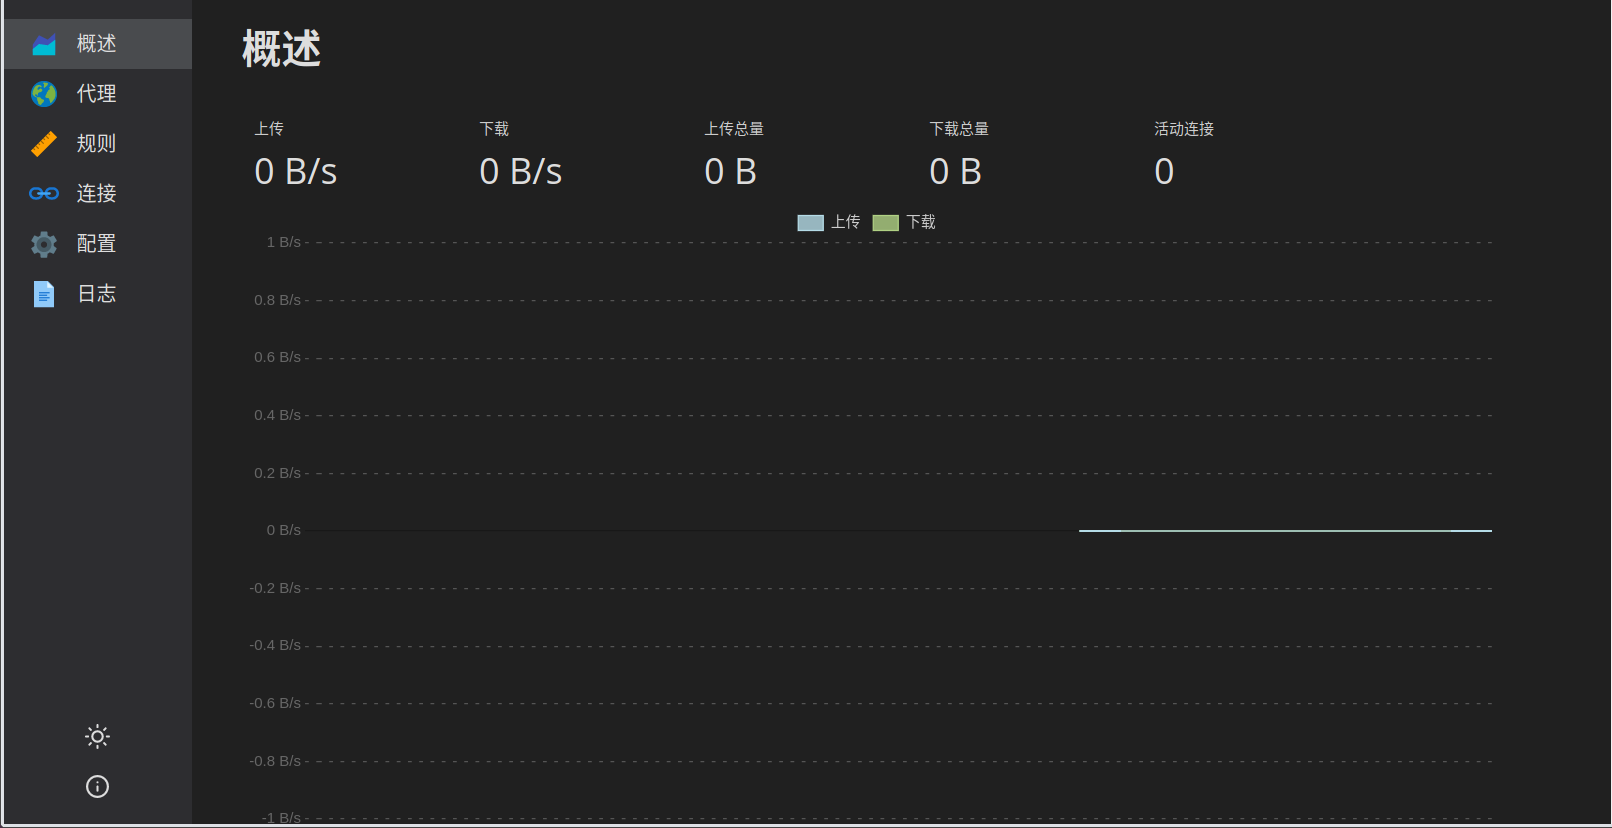 概述
代理
规则
连接
配置
日志
概述
上传 下载 上传总量 下载总量 活动连接
0 B/s 0 B/s 0 B 0 B 0
上传 下载
1 B/s
0.8 B/s
0.6 B/s
0.4 B/s
0.2 B/s
0 B/s
-0.2 B/s
-0.4 B/s
-0.6 B/s
-0.8 B/s
-1 B/s